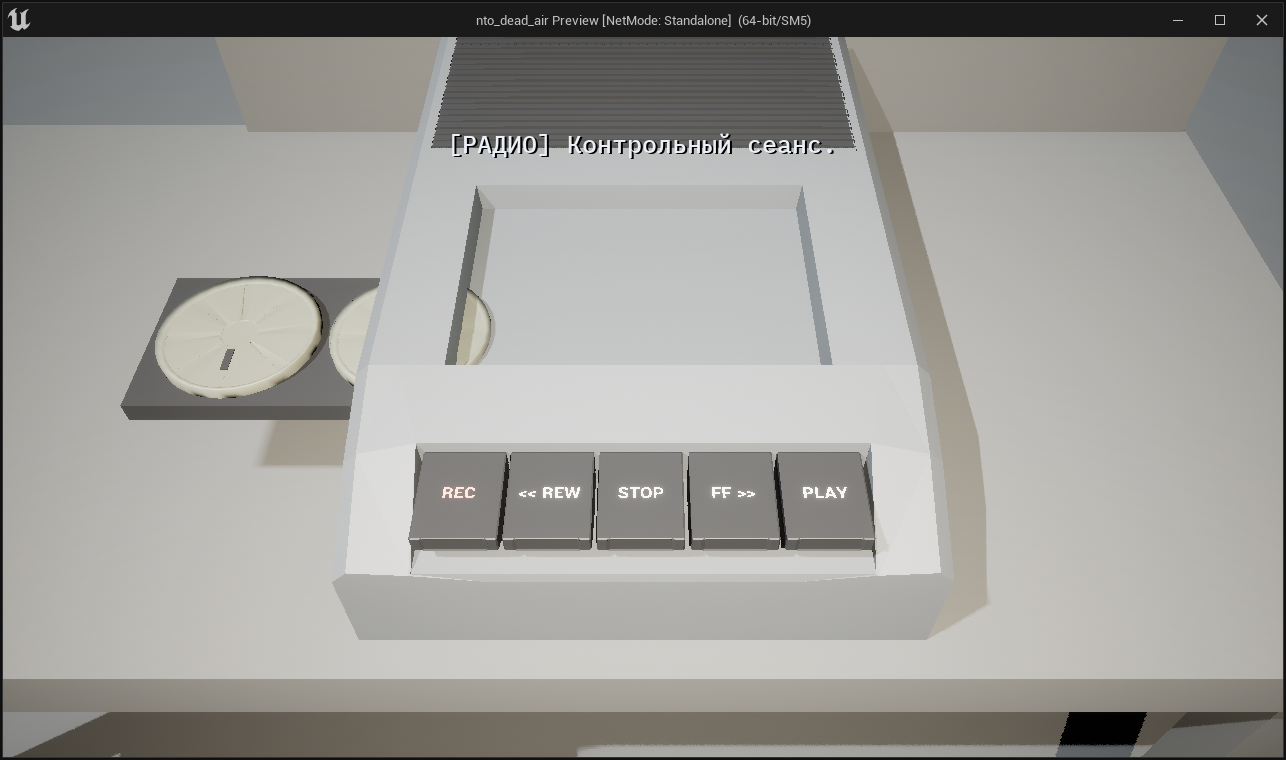 nto_dead_air Preview [NetMode: Standalone] (64-bit/SM5)
[РАДИО] Контрольный сеанс.
REC << REW STOP FF >> PLAY